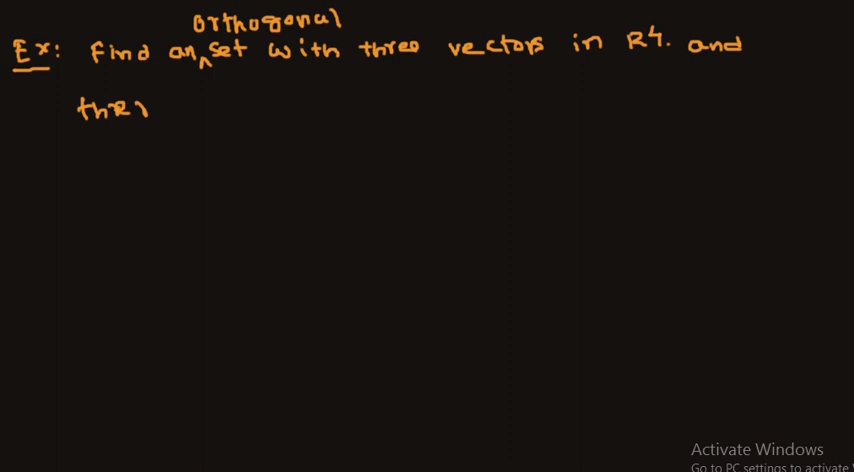 orthogonal
Ex: Find an ^ set with three vectors in R4. and
Activate Windows
Go to PC settings to activate